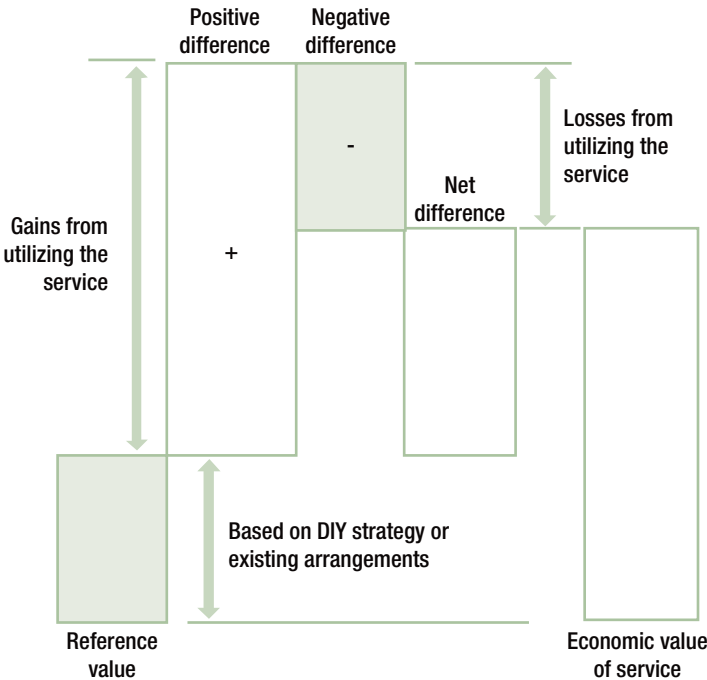 Positive
difference
Negative
difference
Losses from
utilizing the
service
-
Net
difference
Gains from
utilizing the
service
+
Based on DIY strategy or
existing arrangements
Reference
value
Economic value
of service